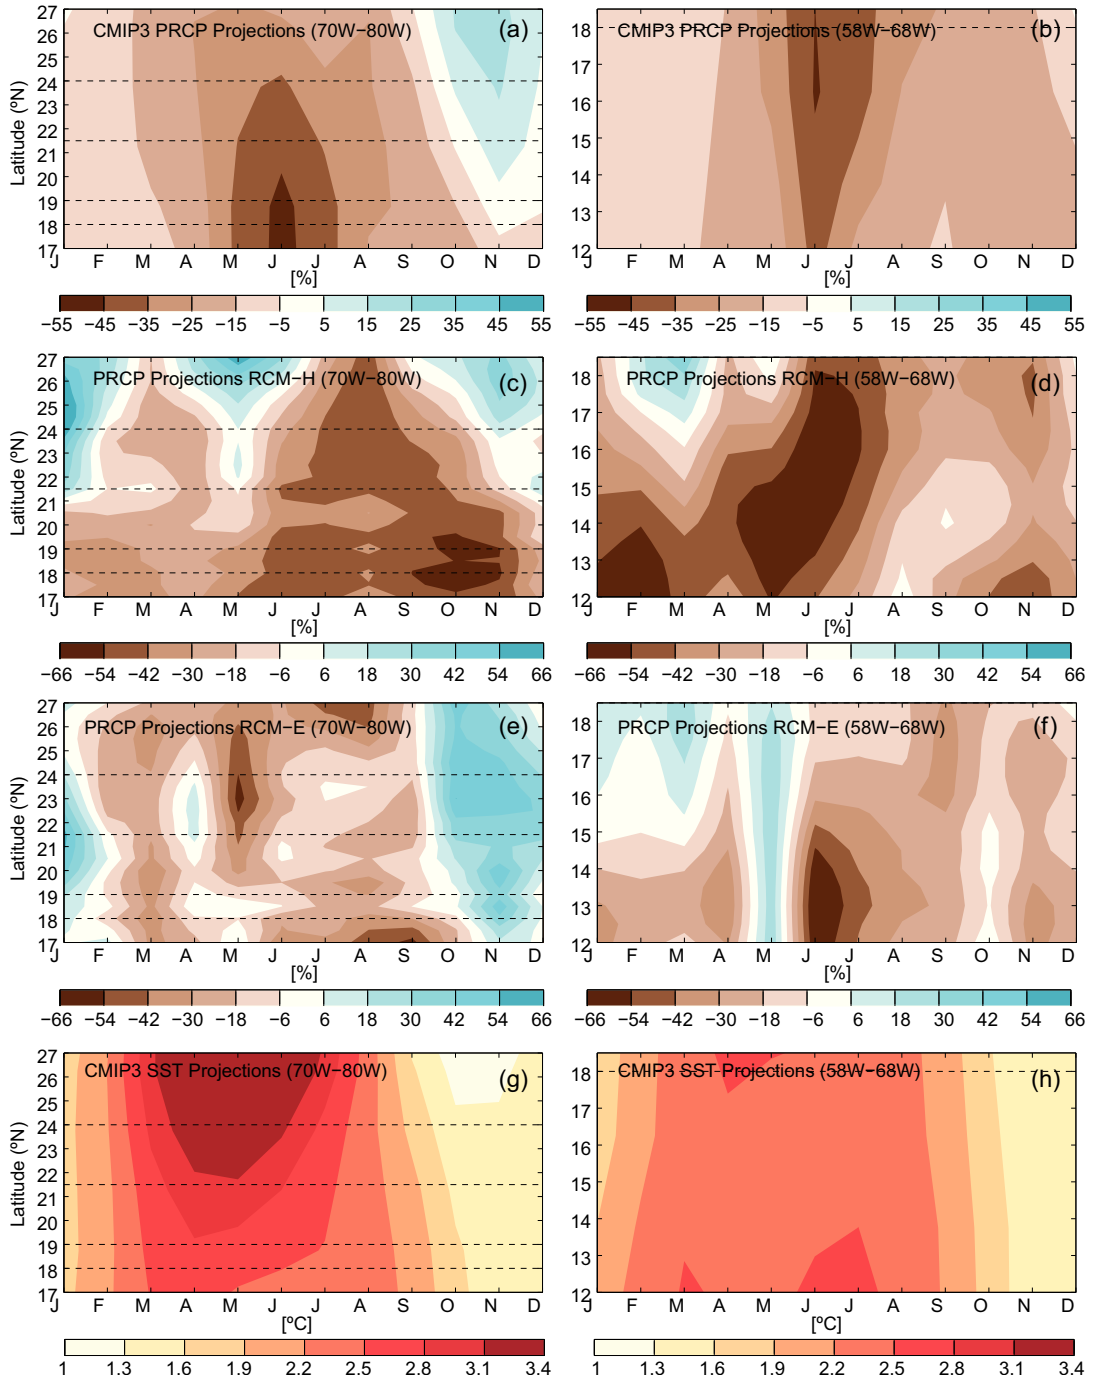 CMIP3 PRCP Projections (70W−80W) (a)
Latitude (ºN)
27
26
25
24
23
22
21
20
19
18
17
J F M A M J J A S O N D
[%]
−55 −45 −35 −25 −15 −5 5 15 25 35 45 55
CMIP3 PRCP Projections (58W−68W) (b)
18
17
16
15
14
13
12
J F M A M J J A S O N D
[%]
−55 −45 −35 −25 −15 −5 5 15 25 35 45 55
PRCP Projections RCM−H (70W−80W) (c)
Latitude (ºN)
27
26
25
24
23
22
21
20
19
18
17
J F M A M J J A S O N D
[%]
−66 −54 −42 −30 −18 −6 6 18 30 42 54 66
PRCP Projections RCM−H (58W−68W) (d)
18
17
16
15
14
13
12
J F M A M J J A S O N D
[%]
−66 −54 −42 −30 −18 −6 6 18 30 42 54 66
PRCP Projections RCM−E (70W−80W) (e)
Latitude (ºN)
27
26
25
24
23
22
21
20
19
18
17
J F M A M J J A S O N D
[%]
−66 −54 −42 −30 −18 −6 6 18 30 42 54 66
PRCP Projections RCM−E (58W−68W) (f)
18
17
16
15
14
13
12
J F M A M J J A S O N D
[%]
−66 −54 −42 −30 −18 −6 6 18 30 42 54 66
CMIP3 SST Projections (70W−80W) (g)
Latitude (ºN)
27
26
25
24
23
22
21
20
19
18
17
J F M A M J J A S O N D
[ºC]
1 1.3 1.6 1.9 2.2 2.5 2.8 3.1 3.4
CMIP3 SST Projections (58W−68W) (h)
18
17
16
15
14
13
12
J F M A M J J A S O N D
[ºC]
1 1.3 1.6 1.9 2.2 2.5 2.8 3.1 3.4